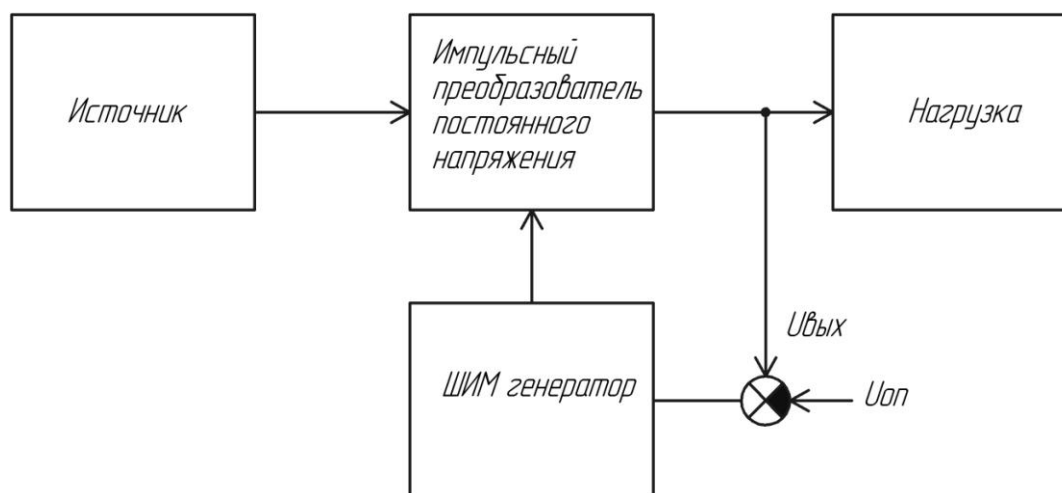 Источник
Импульсный
преобразователь
постоянного
напряжения
Нагрузка
Uвых
ШИМ генератор
Uоп